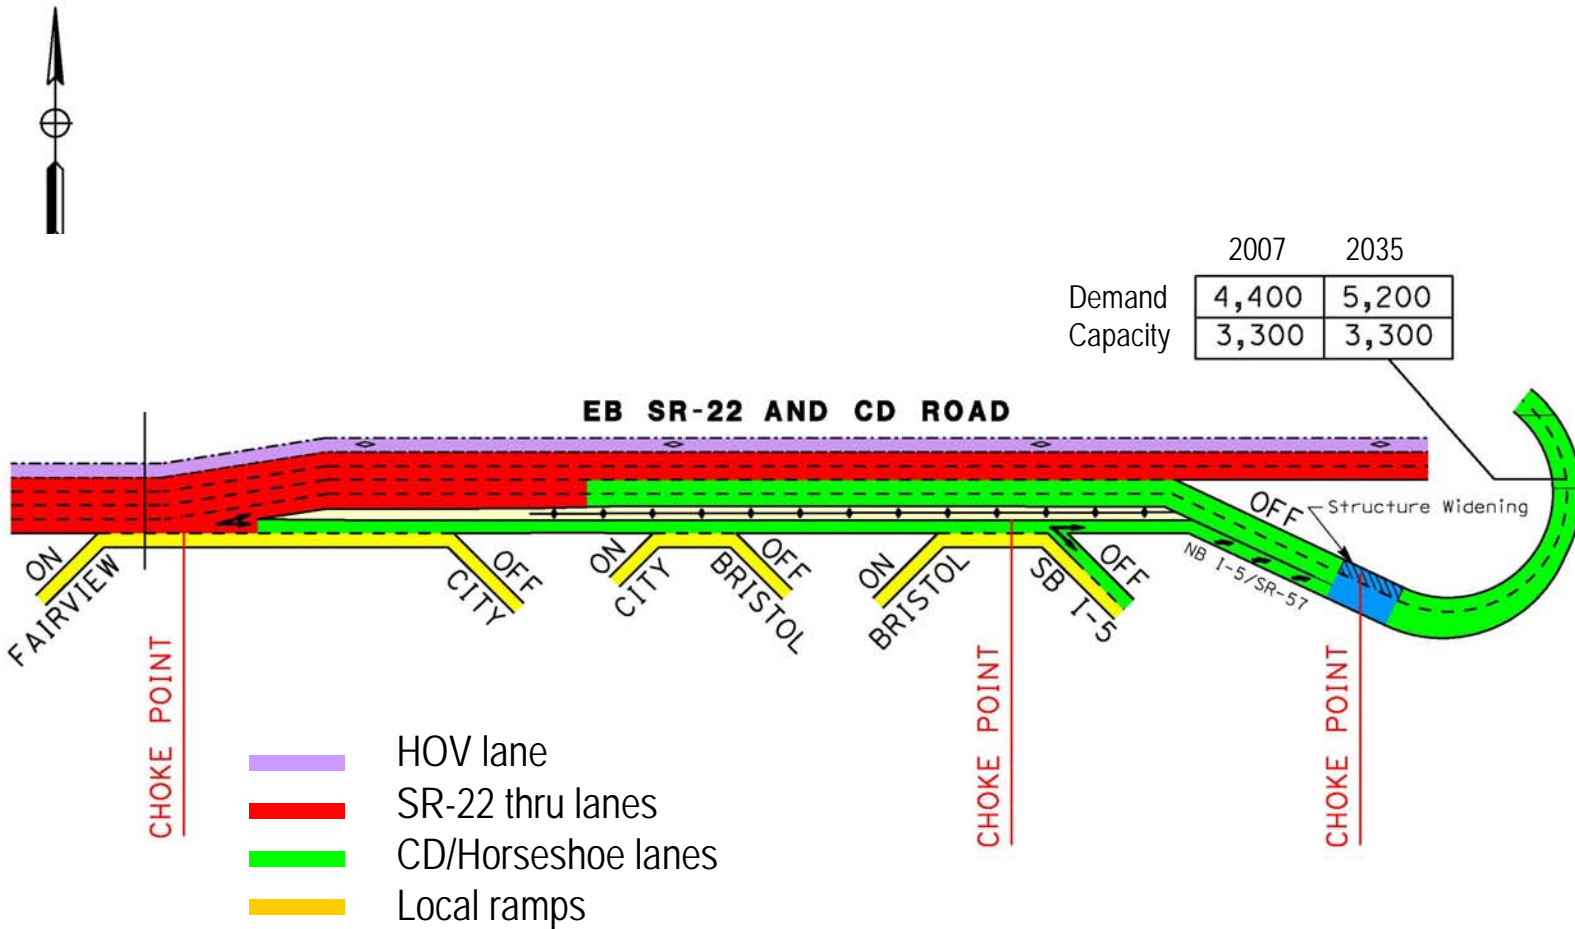 2007 2035
Demand 4,400 5,200
Capacity 3,300 3,300
EB SR-22 AND CD ROAD
OFF
Structure Widening
NB I-5/SR-57
ON
FAIRVIEW
OFF
CITY
ON
CITY
OFF
BRISTOL
ON
BRISTOL
OFF
SB I-5
CHOKE POINT
CHOKE POINT
CHOKE POINT
HOV lane
SR-22 thru lanes
CD/Horseshoe lanes
Local ramps